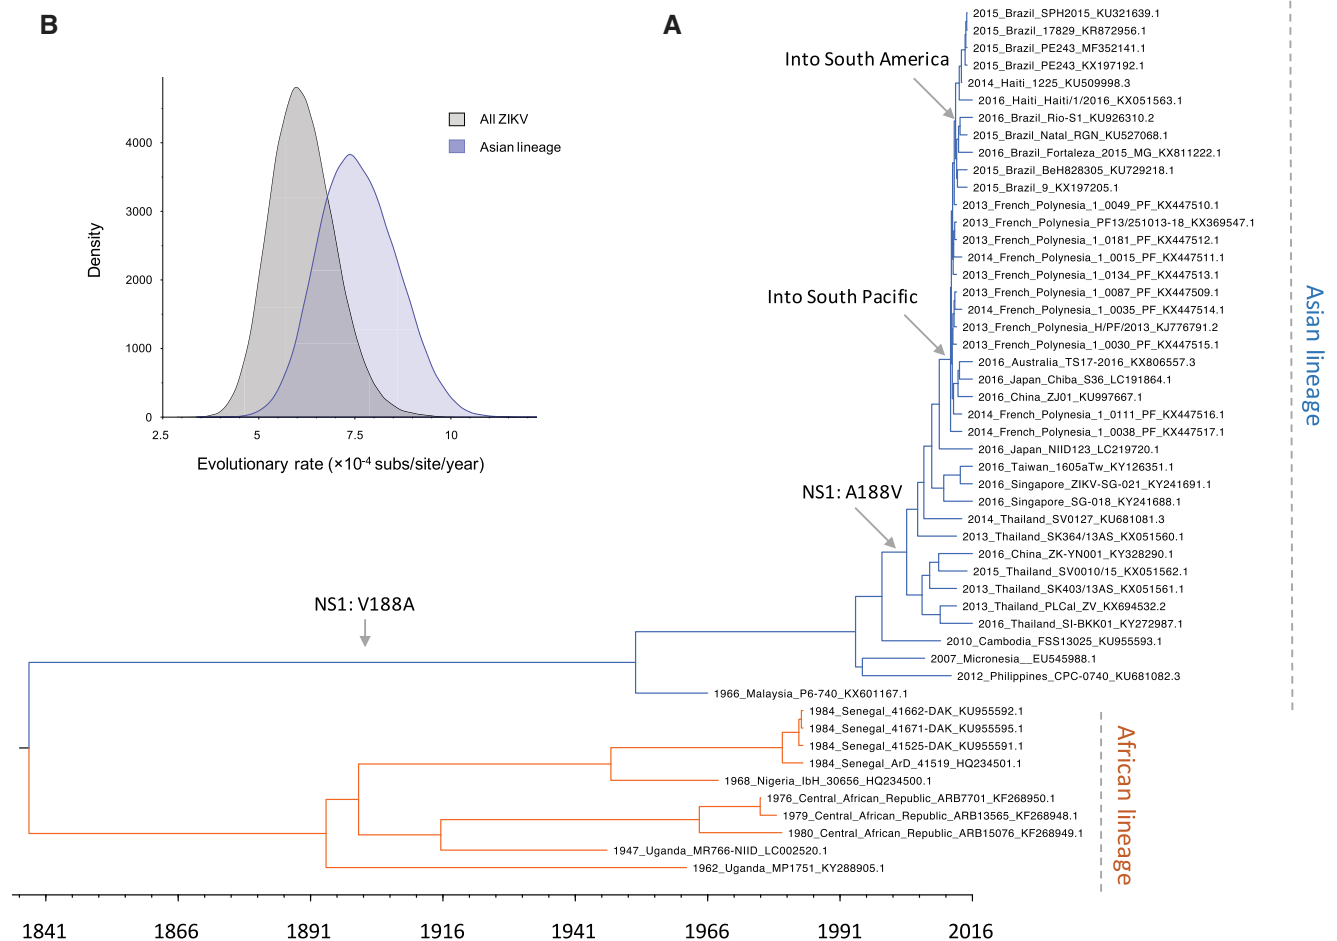 B
4000
3000
2000
1000
0
Density
2.5
5
7.5
10
Evolutionary rate (×10-4 subs/site/year)
All ZIKV
Asian lineage
A
Into South America
Into South Pacific
NS1: A188V
NS1: V188A
2015_Brazil_SPH2015_KU321639.1
2015_Brazil_17829_KR872956.1
2015_Brazil_PE243_MF352141.1
2015_Brazil_PE243_KX197192.1
2014_Haiti_1225_KU509998.3
2016_Haiti_Haiti/1/2016_KX051563.1
2016_Brazil_Rio-S1_KU926310.2
2015_Brazil_Natal_RGN_KU527068.1
2016_Brazil_Fortaleza_2015_MG_KX811222.1
2015_Brazil_BeH828305_KU729218.1
2015_Brazil_9_KX197205.1
2013_French_Polynesia_1_0049_PF_KX447510.1
2013_French_Polynesia_PF13/251013-18_KX369547.1
2013_French_Polynesia_1_0181_PF_KX447512.1
2014_French_Polynesia_1_0015_PF_KX447511.1
2013_French_Polynesia_1_0134_PF_KX447513.1
2013_French_Polynesia_1_0087_PF_KX447509.1
2014_French_Polynesia_1_0035_PF_KX447514.1
2013_French_Polynesia_H/PF/2013_KJ776791.2
2013_French_Polynesia_1_0030_PF_KX447515.1
2016_Australia_TS17-2016_KX806557.3
2016_Japan_Chiba_S36_LC191864.1
2016_China_ZJ01_KU997667.1
2014_French_Polynesia_1_0111_PF_KX447516.1
2014_French_Polynesia_1_0038_PF_KX447517.1
2016_Japan_NIID123_LC219720.1
2016_Taiwan_1605aTw_KY126351.1
2016_Singapore_ZIKV-SG-021_KY241691.1
2016_Singapore_SG-018_KY241688.1
2014_Thailand_SV0127_KU681081.3
2013_Thailand_SK364/13AS_KX051560.1
2016_China_ZK-YN001_KY328290.1
2015_Thailand_SV0010/15_KX051562.1
2013_Thailand_SK403/13AS_KX051561.1
2013_Thailand_PLCal_ZV_KX694532.2
2016_Thailand_SI-BKK01_KY272987.1
2010_Cambodia_FSS13025_KU955593.1
2007_Micronesia__EU545988.1
2012_Philippines_CPC-0740_KU681082.3
1966_Malaysia_P6-740_KX601167.1
1984_Senegal_41662-DAK_KU955592.1
1984_Senegal_41671-DAK_KU955595.1
1984_Senegal_41525-DAK_KU955591.1
1984_Senegal_ArD_41519_HQ234501.1
1968_Nigeria_IbH_30656_HQ234500.1
1976_Central_African_Republic_ARB7701_KF268950.1
1979_Central_African_Republic_ARB13565_KF268948.1
1980_Central_African_Republic_ARB15076_KF268949.1
1947_Uganda_MR766-NIID_LC002520.1
1962_Uganda_MP1751_KY288905.1
Asian lineage
African lineage
1841
1866
1891
1916
1941
1966
1991
2016